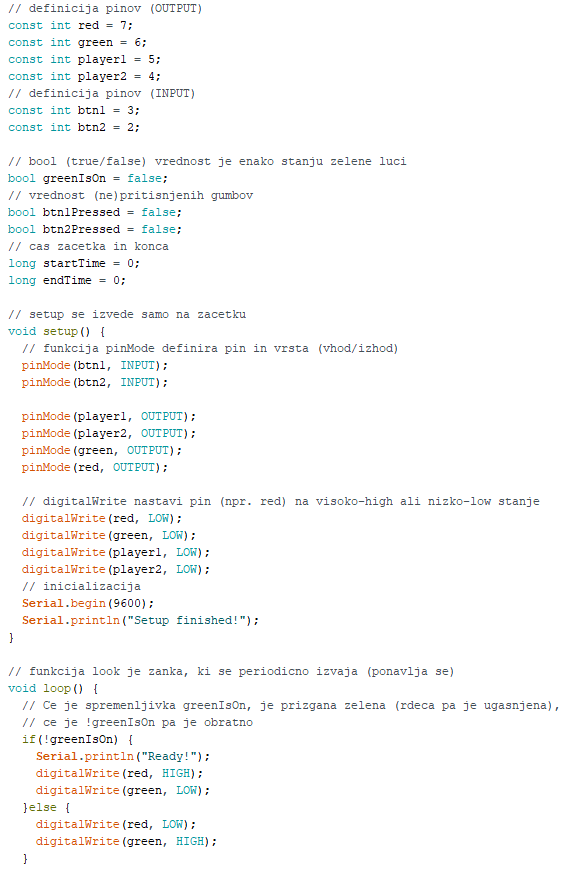 // definicija pinov (OUTPUT)
const int red = 7;
const int green = 6;
const int player1 = 5;
const int player2 = 4;
// definicija pinov (INPUT)
const int btn1 = 3;
const int btn2 = 2;

// bool (true/false) vrednost je enako stanju zelene luci
bool greenIsOn = false;
// vrednost (ne)pritisnjenih gumbov
bool btn1Pressed = false;
bool btn2Pressed = false;
// cas zacetka in konca
long startTime = 0;
long endTime = 0;

// setup se izvede samo na zacetku
void setup() {
  // funkcija pinMode definira pin in vrsta (vhod/izhod)
  pinMode(btn1, INPUT);
  pinMode(btn2, INPUT);

  pinMode(player1, OUTPUT);
  pinMode(player2, OUTPUT);
  pinMode(green, OUTPUT);
  pinMode(red, OUTPUT);

  // digitalWrite nastavi pin (npr. red) na visoko-high ali nizko-low stanje
  digitalWrite(red, LOW);
  digitalWrite(green, LOW);
  digitalWrite(player1, LOW);
  digitalWrite(player2, LOW);
  // inicializacija
  Serial.begin(9600);
  Serial.println("Setup finished!");
}

// funkcija look je zanka, ki se periodicno izvaja (ponavlja se)
void loop() {
  // Ce je spremenljivka greenIsOn, je prizgana zelena (rdeca pa je ugasnjena),
  // ce je !greenIsOn pa je obratno
  if(!greenIsOn) {
    Serial.println("Ready!");
    digitalWrite(red, HIGH);
    digitalWrite(green, LOW);
  }else {
    digitalWrite(red, LOW);
    digitalWrite(green, HIGH);
  }